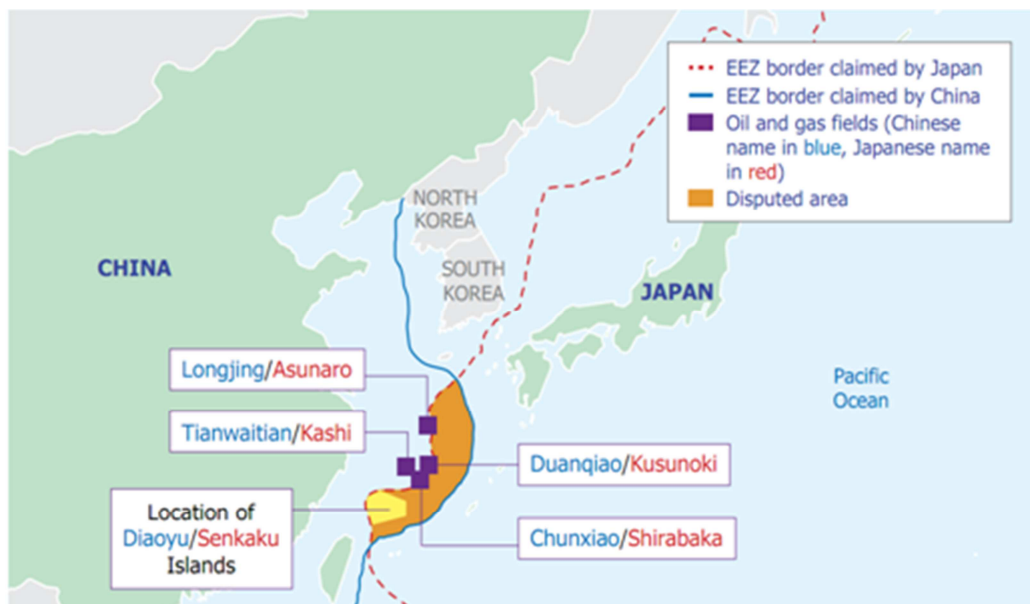 EEZ border claimed by Japan
EEZ border claimed by China
Oil and gas fields (Chinese
name in blue, Japanese name
in red)
Disputed area
NORTH
KOREA
CHINA
SOUTH
KOREA
JAPAN
Longjing/Asunaro
Pacific
Ocean
Tianwaitian/Kashi
Duanqiao/Kusunoki
Location of
Diaoyu/Senkaku
Islands
Chunxiao/Shirabaka